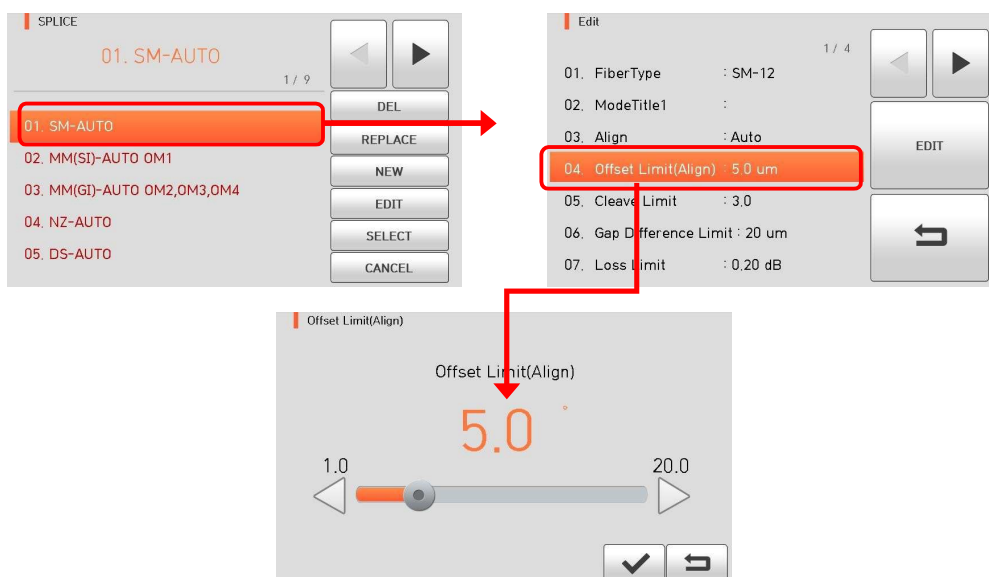 SPLICE
01. SM-AUTO
1 / 9
01. SM-AUTO
02. MM(SI)-AUTO OM1
03. MM(GI)-AUTO OM2,OM3,OM4
04. NZ-AUTO
05. DS-AUTO
DEL
REPLACE
NEW
EDIT
SELECT
CANCEL
Edit
1 / 4
01. FiberType : SM-12
02. ModeTitle1 :
03. Align : Auto
04. Offset Limit(Align) : 5.0 um
05. Cleave Limit : 3.0
06. Gap Difference Limit : 20 um
07. Loss Limit : 0.20 dB
EDIT
Offset Limit(Align)
Offset Limit(Align)
5.0 °
1.0 20.0